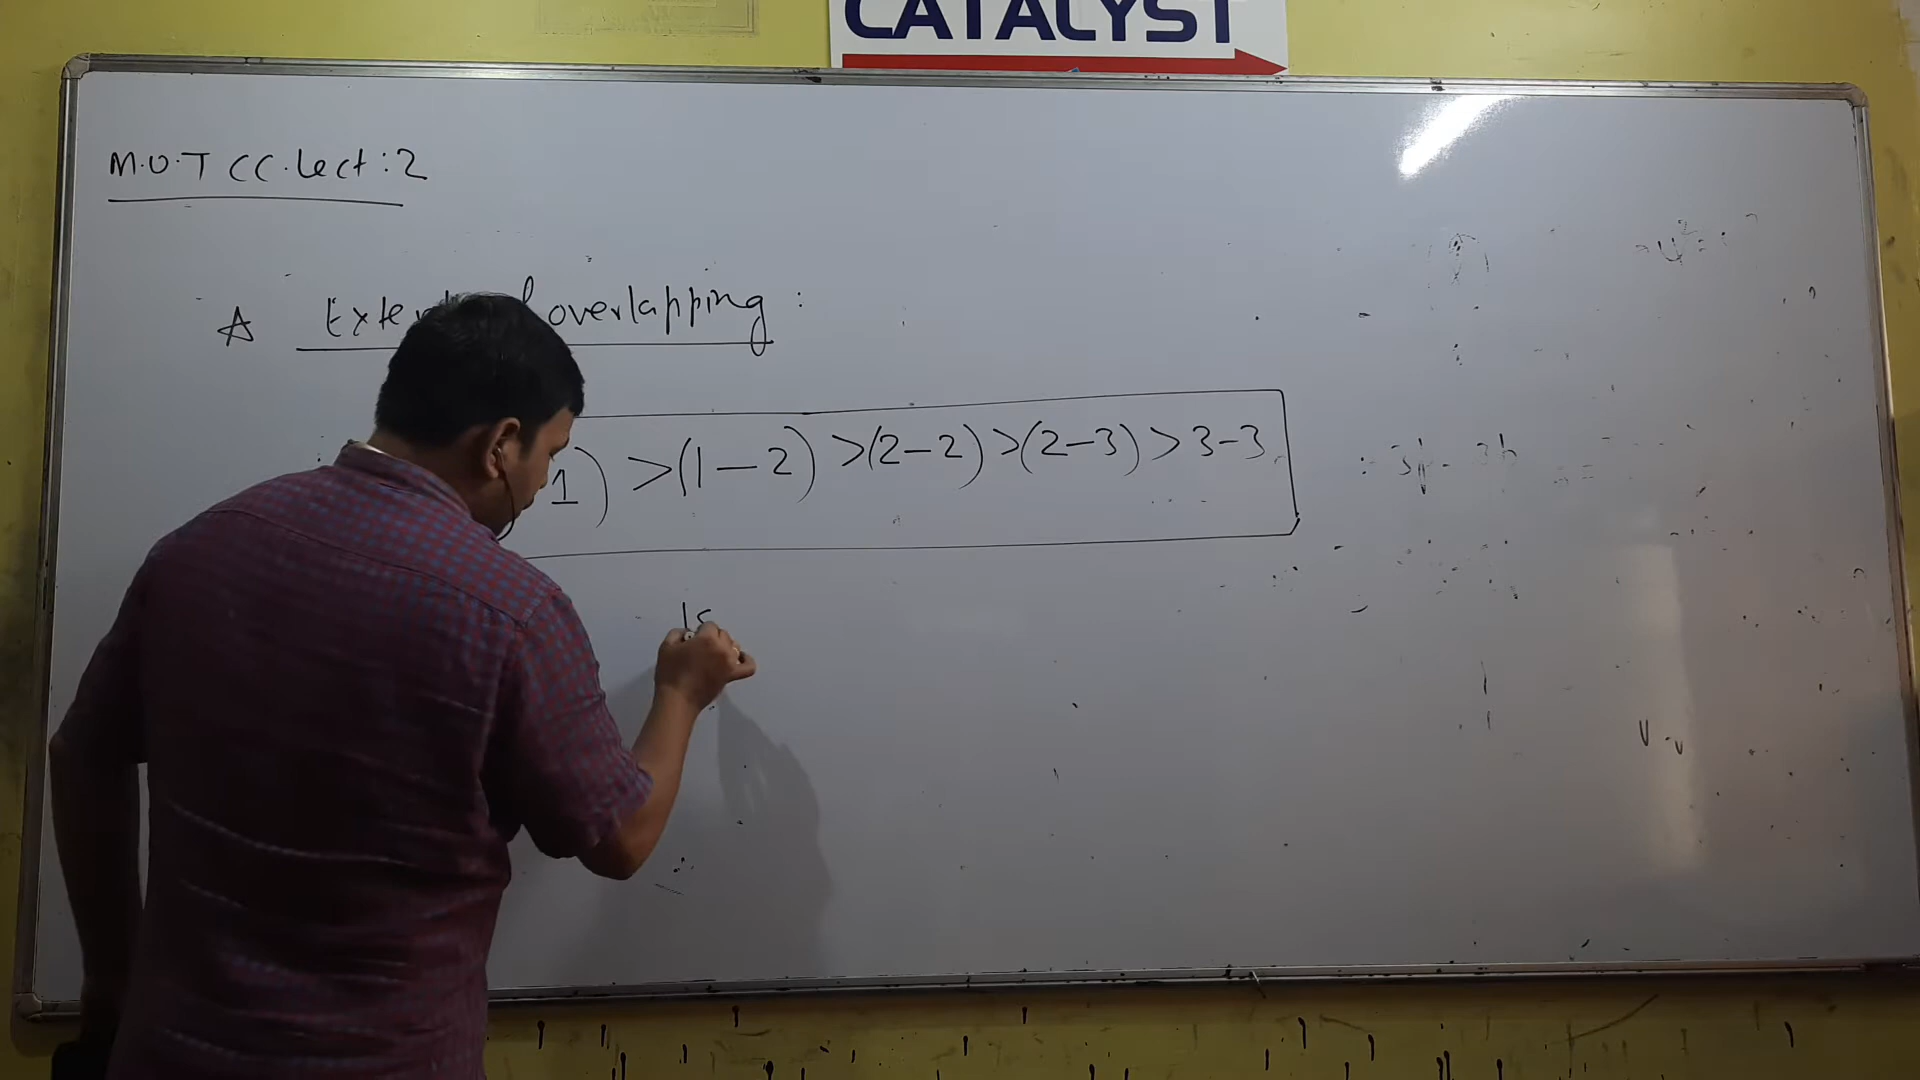 CATALYST
M.O.T CC.Lect:2
overlapping :
1) >(1-2) >(2-2) >(2-3) > 3-3